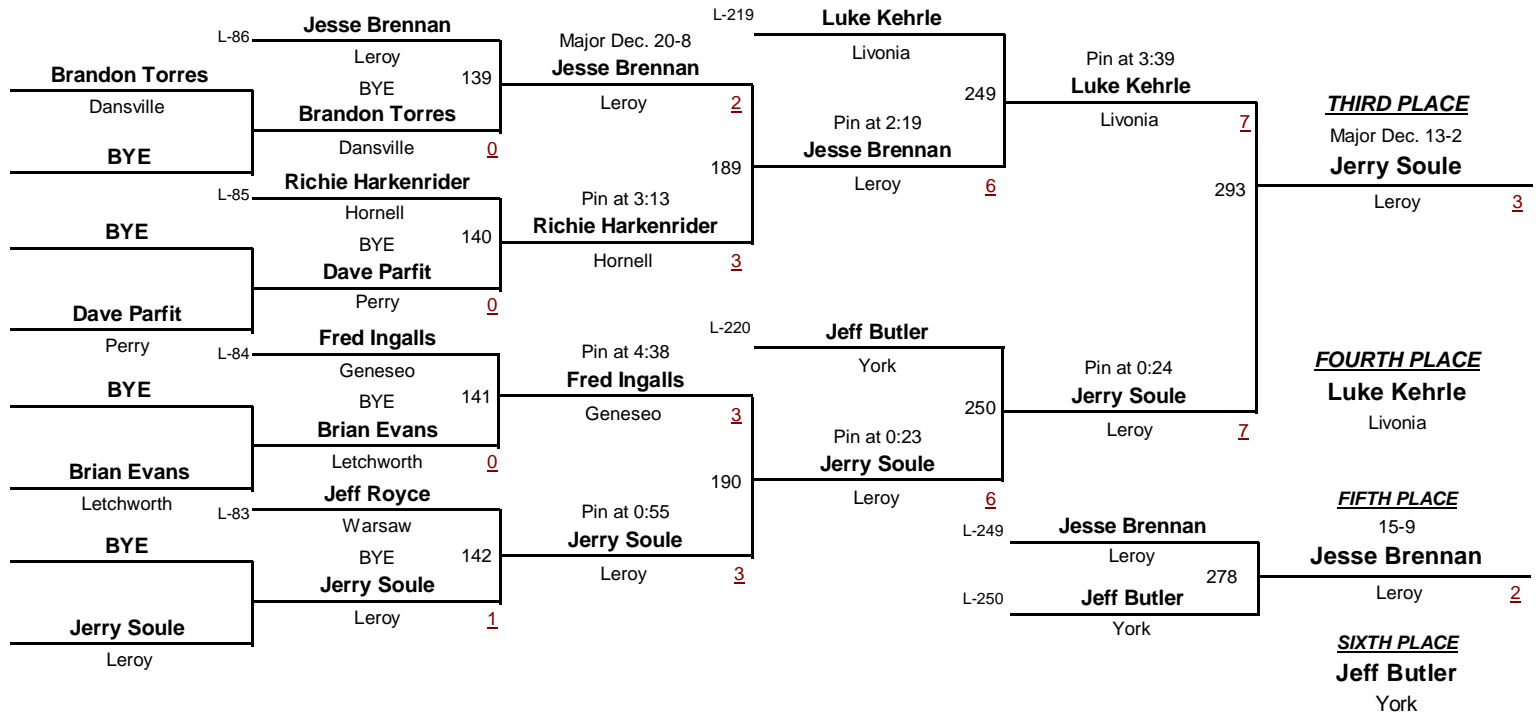 Brandon Torres
Dansville
BYE
BYE
Dave Parfit
Perry
BYE
Brian Evans
Letchworth
BYE
Jerry Soule
Leroy
L-86
Jesse Brennan
Leroy
BYE
139
Brandon Torres
Dansville
0
L-85
Richie Harkenrider
Hornell
BYE
140
Dave Parfit
Perry
0
L-84
Fred Ingalls
Geneseo
BYE
141
Brian Evans
Letchworth
0
L-83
Jeff Royce
Warsaw
BYE
142
Jerry Soule
Leroy
1
Major Dec. 20-8
Jesse Brennan
Leroy
2
189
Pin at 3:13
Richie Harkenrider
Hornell
3
Pin at 4:38
Fred Ingalls
Geneseo
3
190
Pin at 0:55
Jerry Soule
Leroy
3
L-219
Luke Kehrle
Livonia
249
Pin at 2:19
Jesse Brennan
Leroy
6
L-220
Jeff Butler
York
250
Pin at 0:23
Jerry Soule
Leroy
6
Pin at 3:39
Luke Kehrle
Livonia
7
293
Pin at 0:24
Jerry Soule
Leroy
7
L-249
Jesse Brennan
Leroy
278
L-250
Jeff Butler
York
THIRD PLACE
Major Dec. 13-2
Jerry Soule
Leroy
3
FOURTH PLACE
Luke Kehrle
Livonia
FIFTH PLACE
15-9
Jesse Brennan
Leroy
2
SIXTH PLACE
Jeff Butler
York